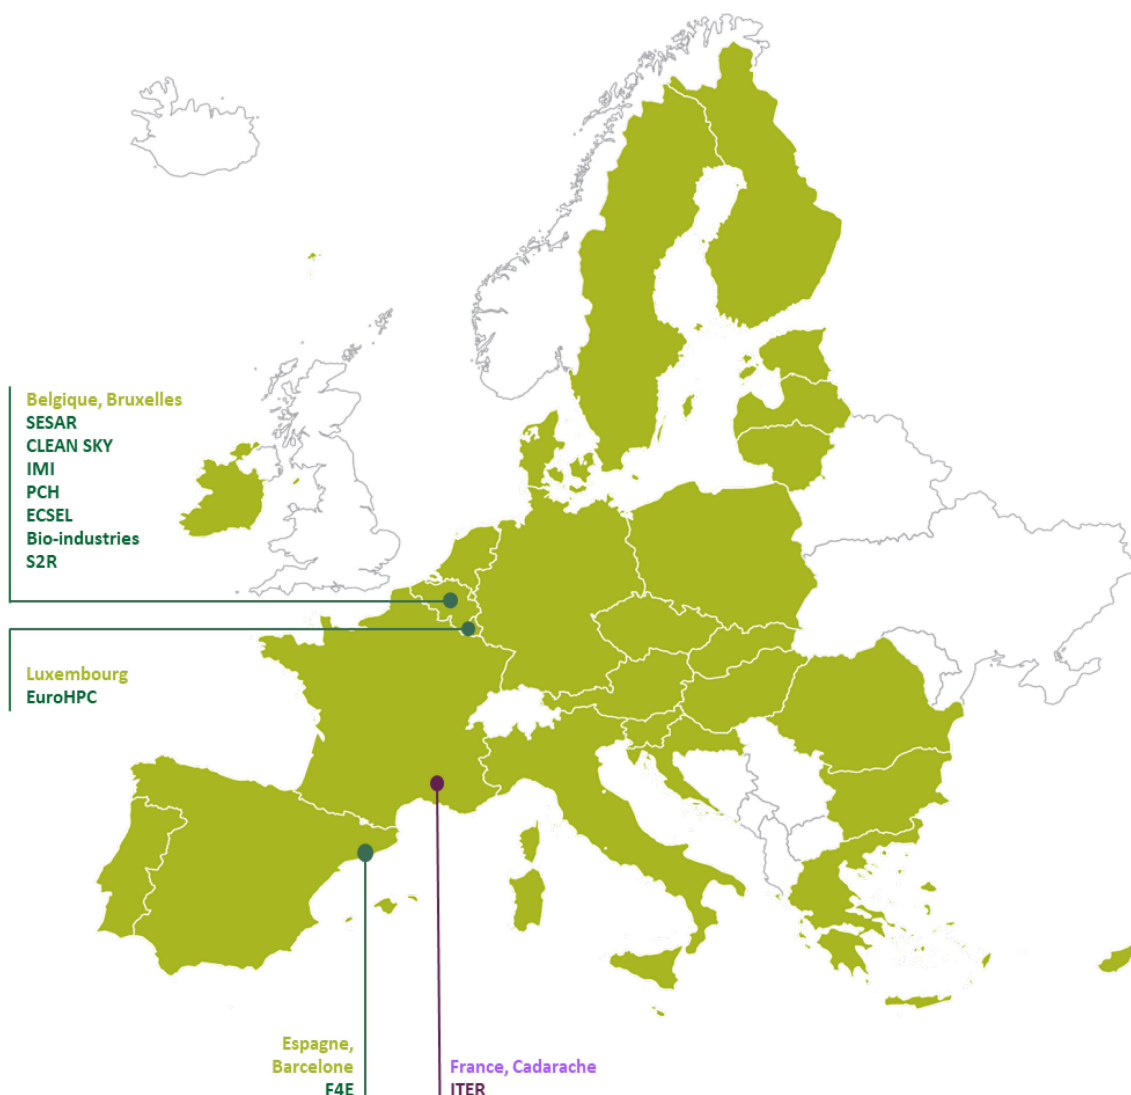 Belgique, Bruxelles
SESAR
CLEAN SKY
IMI
PCH
ECSEL
Bio-industries
S2R
Luxembourg
EuroHPC
Espagne,
Barcelone
F4E
France, Cadarache
ITER